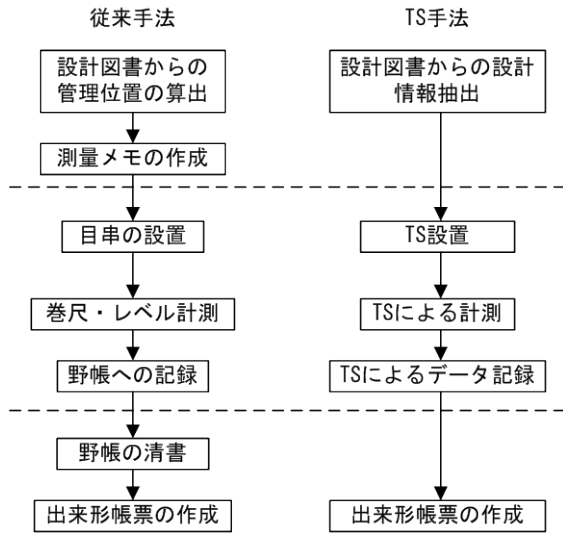 従来手法
設計図書からの
管理位置の算出
測量メモの作成
目串の設置
巻尺・レベル計測
野帳への記録
野帳の清書
出来形帳票の作成
TS手法
設計図書からの設計
情報抽出
TS設置
TSによる計測
TSによるデータ記録
出来形帳票の作成